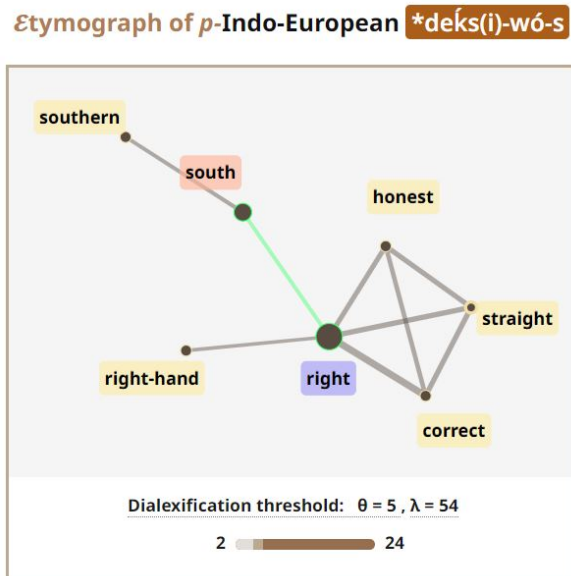 Ɛtymograph of p-Indo-European *deḱs(i)-wó-s
southern
south
honest
straight
right-hand
right
correct
Dialexification threshold: θ = 5 , λ = 54
2 24